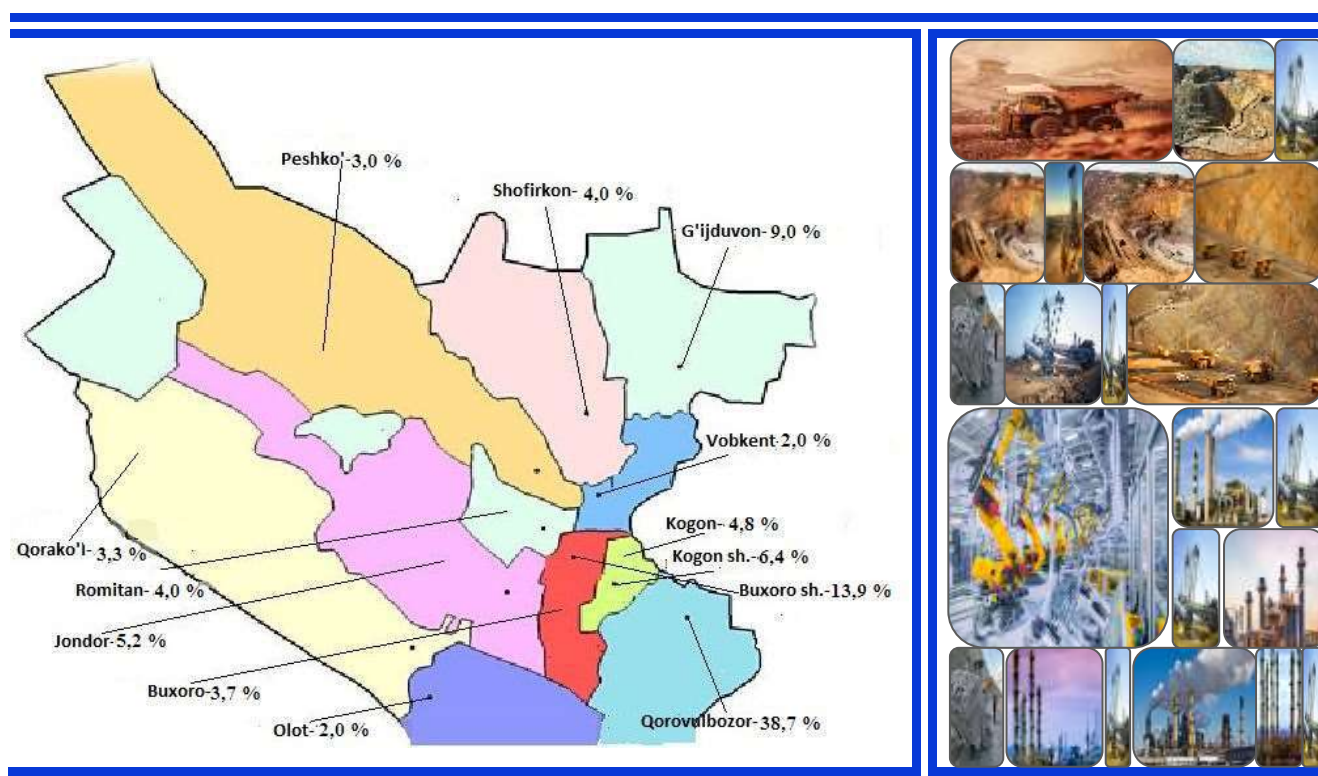 Peshko'-3,0 %
Shofirkon- 4,0 %
G'ijduvon- 9,0 %
Vobkent-2,0 %
Kogon- 4,8 %
Kogon sh.-6,4 %
Buxoro sh.-13,9 %
Qorako'l- 3,3 %
Romitan- 4,0 %
Jondor-5,2 %
Buxoro-3,7 %
Olot- 2,0 %
Qorovulbozor-38,7 %